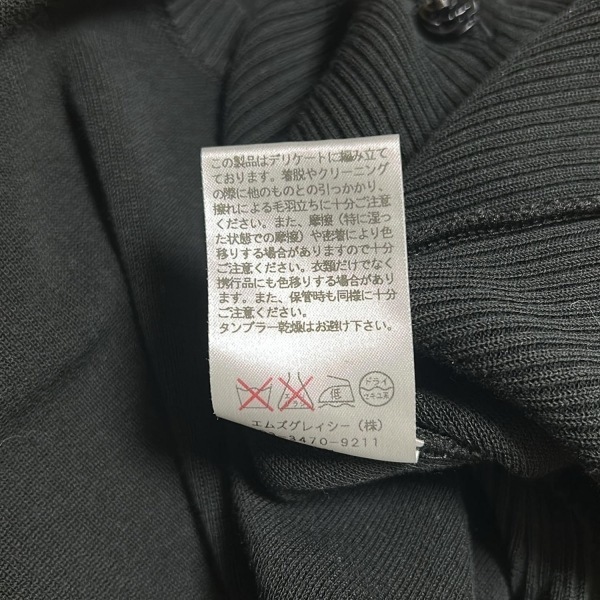 この製品はデリケートに編み立て
ております。着脱やクリーニング
の際に他のものとの引っかかり、
擦れによる毛羽立ちに十分ご注意
ください。また、摩擦（特に湿っ
た状態での摩擦）や密着により色
移りする場合がありますので十分
ご注意ください。衣類だけでなく
携行品にも色移りする場合があり
ます。また、保管時も同様に十分
ご注意ください。
タンブラー乾燥はお避け下さい。
低 ドライ セキユ系
エムズグレイシー（株）
3470-9211